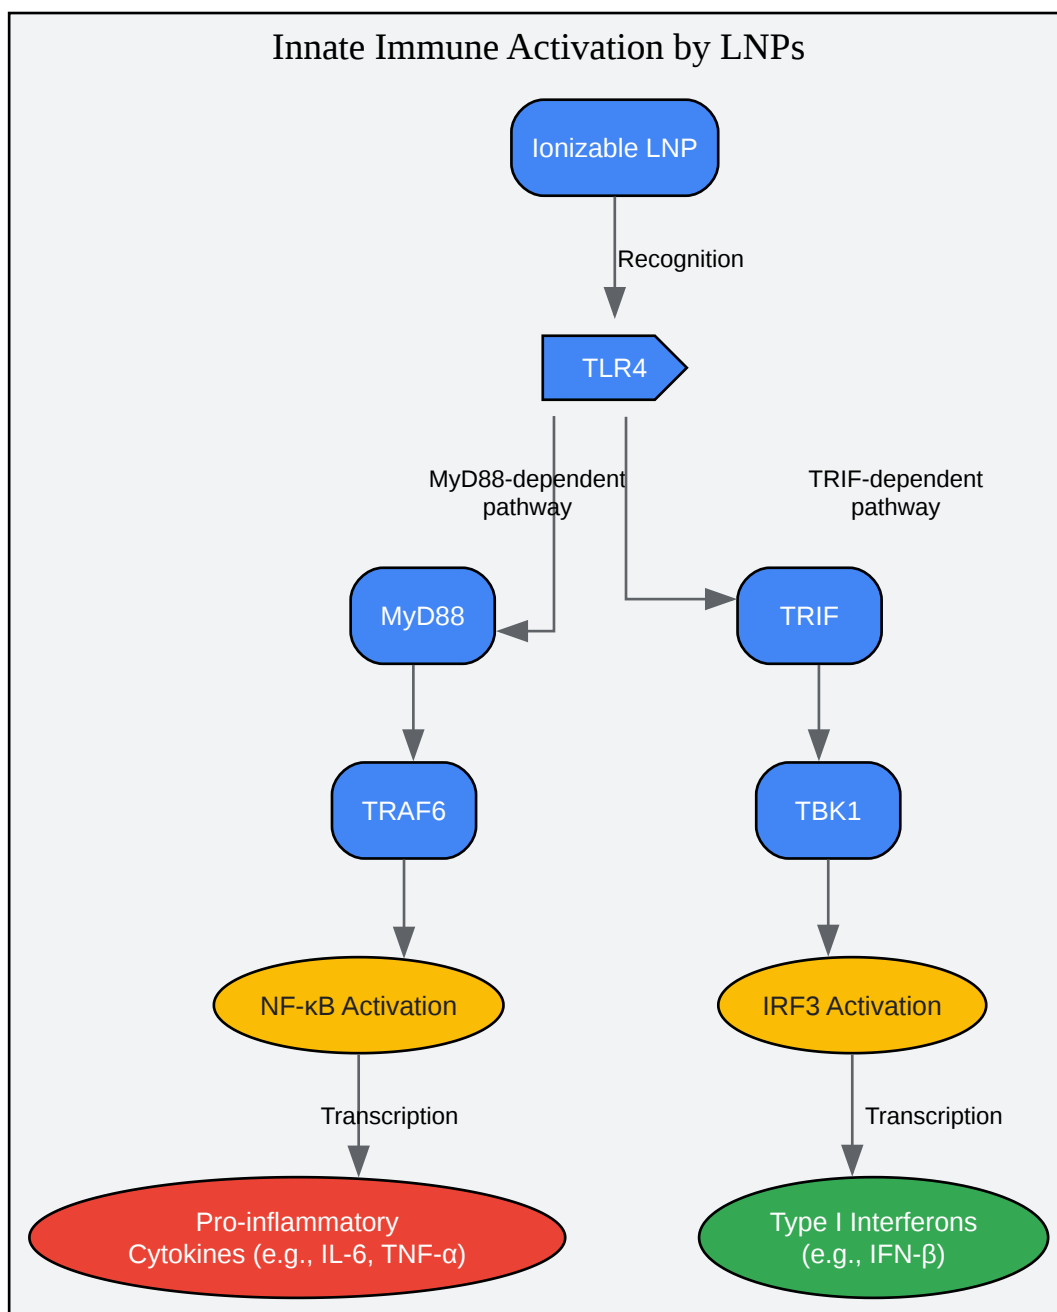 Innate Immune Activation by LNPs
Ionizable LNP
Recognition
TLR4
MyD88-dependent
pathway
TRIF-dependent
pathway
MyD88
TRIF
TRAF6
TBK1
NF-κB Activation
IRF3 Activation
Transcription
Transcription
Pro-inflammatory
Cytokines (e.g., IL-6, TNF-α)
Type I Interferons
(e.g., IFN-β)